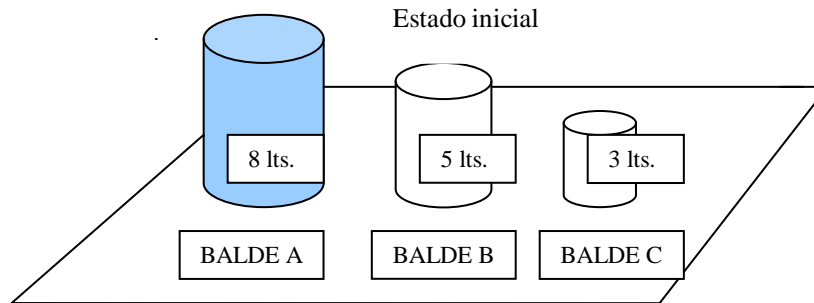 Estado inicial
8 lts.
5 lts.
3 lts.
BALDE A
BALDE B
BALDE C